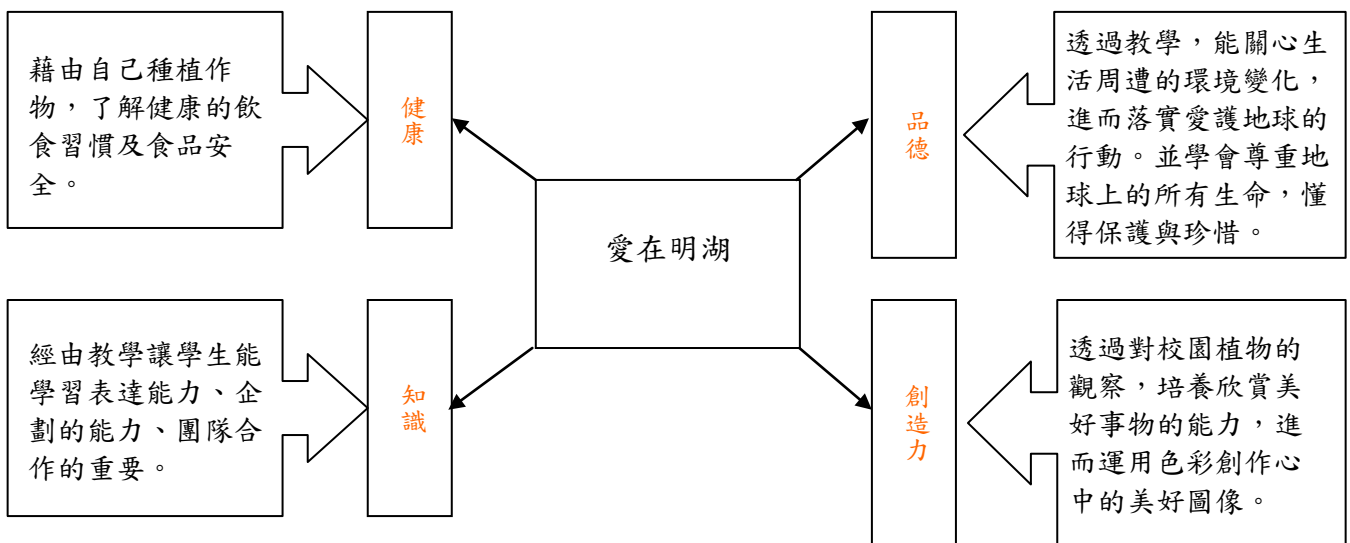 藉由自己種植作
物，了解健康的飲
食習慣及食品安
全。
健康
品德
透過教學，能關心生
活周遭的環境變化，
進而落實愛護地球的
行動。並學會尊重地
球上的所有生命，懂
得保護與珍惜。
愛在明湖
經由教學讓學生能
學習表達能力、企
劃的能力、團隊合
作的重要。
知識
創造力
透過對校園植物的
觀察，培養欣賞美
好事物的能力，進
而運用色彩創作心
中的美好圖像。